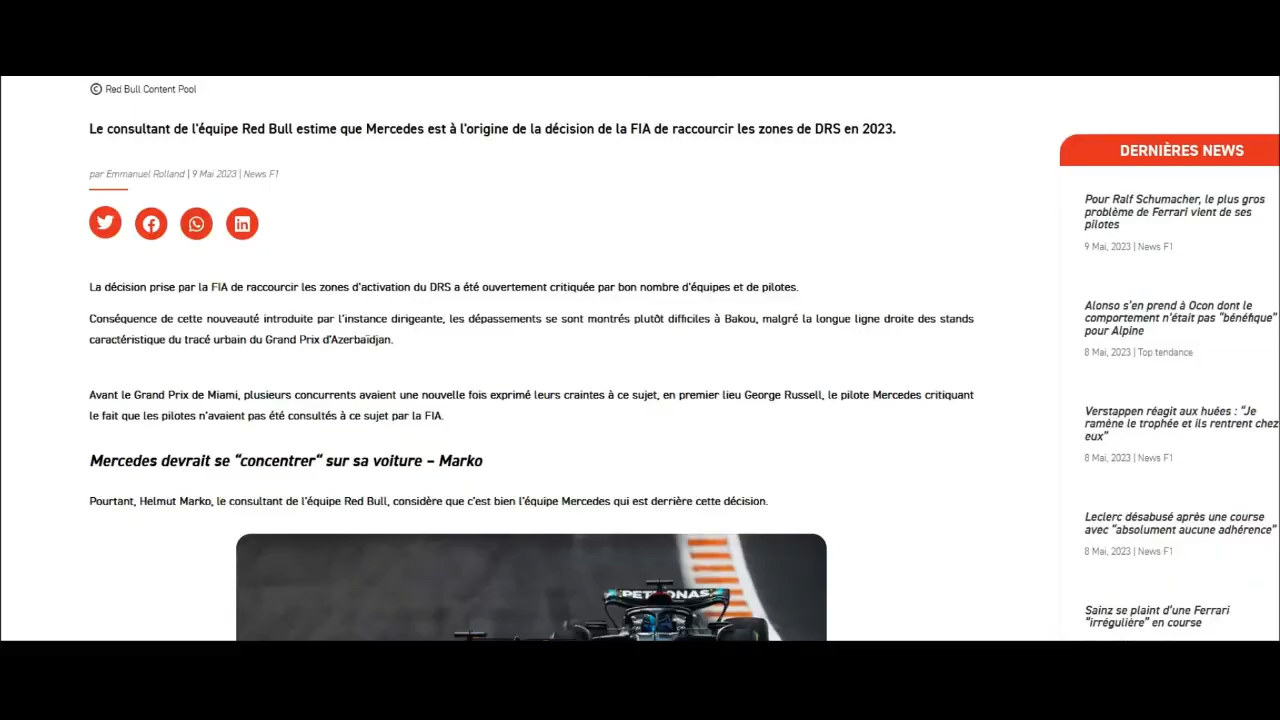 © Red Bull Content Pool
Le consultant de l'équipe Red Bull estime que Mercedes est à l'origine de la décision de la FIA de raccourcir les zones de DRS en 2023.
par Emmanuel Rolland | 9 Mai 2023 | News F1
La décision prise par la FIA de raccourcir les zones d'activation du DRS a été ouvertement critiquée par bon nombre d'équipes et de pilotes.
Conséquence de cette nouveauté introduite par l'instance dirigeante, les dépassements se sont montrés plutôt difficiles à Bakou, malgré la longue ligne droite des stands
caractéristique du tracé urbain du Grand Prix d'Azerbaïdjan.
Avant le Grand Prix de Miami, plusieurs concurrents avaient une nouvelle fois exprimé leurs craintes à ce sujet, en premier lieu George Russell, le pilote Mercedes critiquant
le fait que les pilotes n'avaient pas été consultés à ce sujet par la FIA.
Mercedes devrait se “concentrer“ sur sa voiture – Marko
Pourtant, Helmut Marko, le consultant de l'équipe Red Bull, considère que c'est bien l'équipe Mercedes qui est derrière cette décision.
PETRONAS
DERNIÈRES NEWS
Pour Ralf Schumacher, le plus gros
problème de Ferrari vient de ses
pilotes
9 Mai, 2023 | News F1
Alonso s'en prend à Ocon dont le
comportement n'était pas “bénéfique”
pour Alpine
8 Mai, 2023 | Top tendance
Verstappen réagit aux huées : “Je
ramène le trophée et ils rentrent chez
eux”
8 Mai, 2023 | News F1
Leclerc désabusé après une course
avec “absolument aucune adhérence”
8 Mai, 2023 | News F1
Sainz se plaint d'une Ferrari
“irrégulière” en course